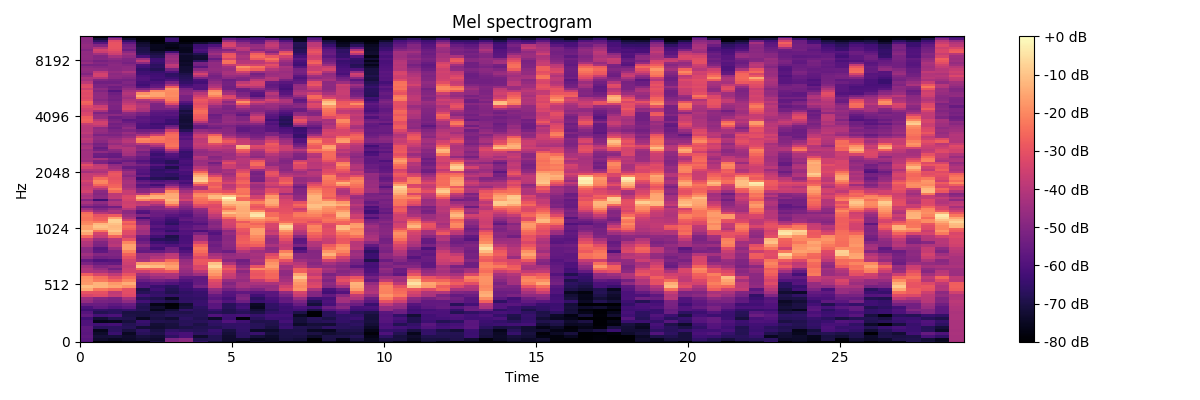 Mel spectrogram
8192
4096
2048
1024
512
0
Hz
0 5 10 15 20 25
Time
+0 dB
-10 dB
-20 dB
-30 dB
-40 dB
-50 dB
-60 dB
-70 dB
-80 dB